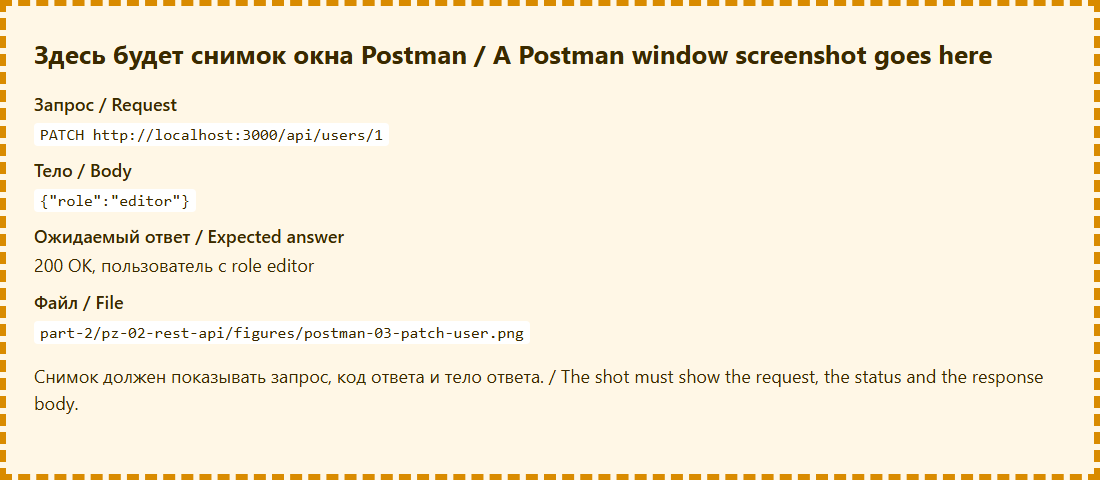 Здесь будет снимок окна Postman / A Postman window screenshot goes here
Запрос / Request
PATCH http://localhost:3000/api/users/1
Тело / Body
{"role":"editor"}
Ожидаемый ответ / Expected answer
200 OK, пользователь с role editor
Файл / File
part-2/pz-02-rest-api/figures/postman-03-patch-user.png
Снимок должен показывать запрос, код ответа и тело ответа. / The shot must show the request, the status and the response
body.